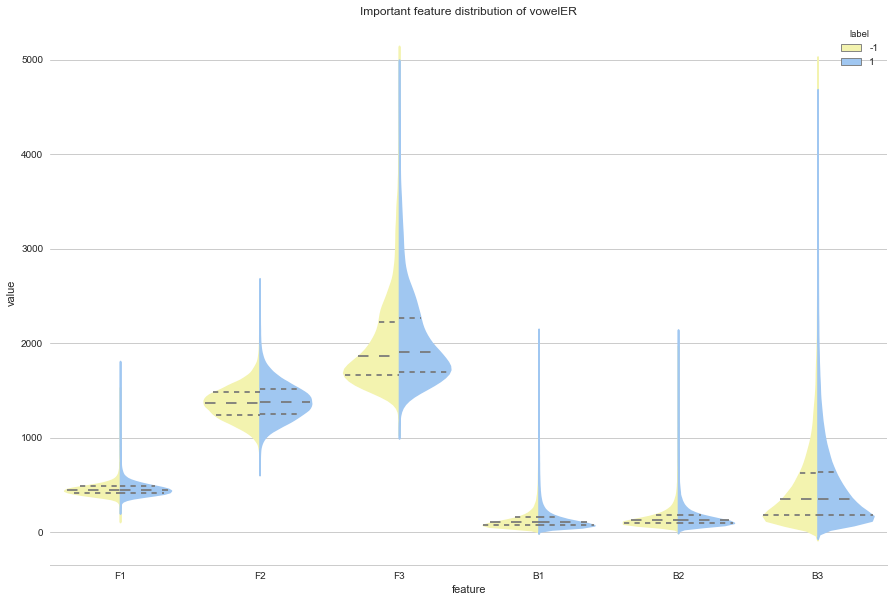 Important feature distribution of vowelER
label
-1
1
5000
4000
3000
2000
1000
0
value
F1 F2 F3 B1 B2 B3
feature